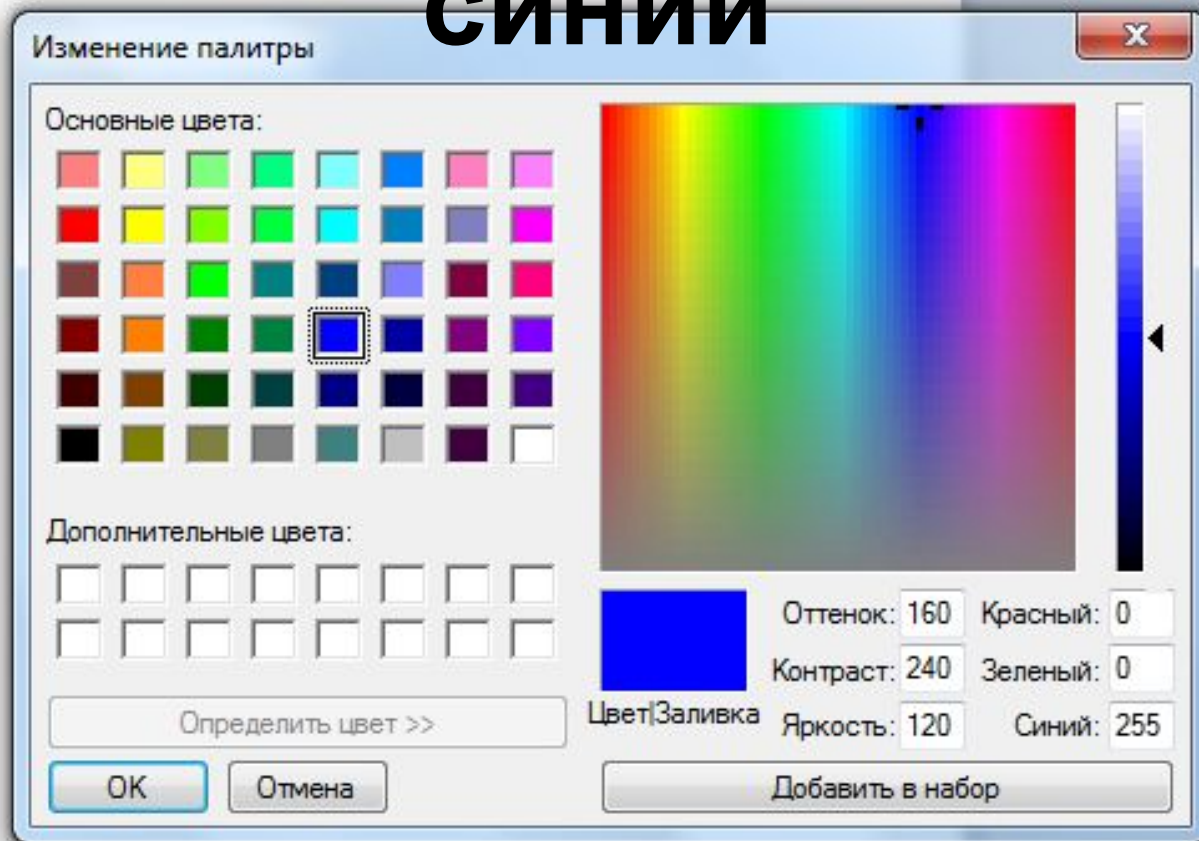 синий
Изменение палитры
Основные цвета:
Дополнительные цвета:
Определить цвет >>
OK Отмена
Цвет|Заливка
Оттенок: 160 Красный: 0
Контраст: 240 Зеленый: 0
Яркость: 120 Синий: 255
Добавить в набор